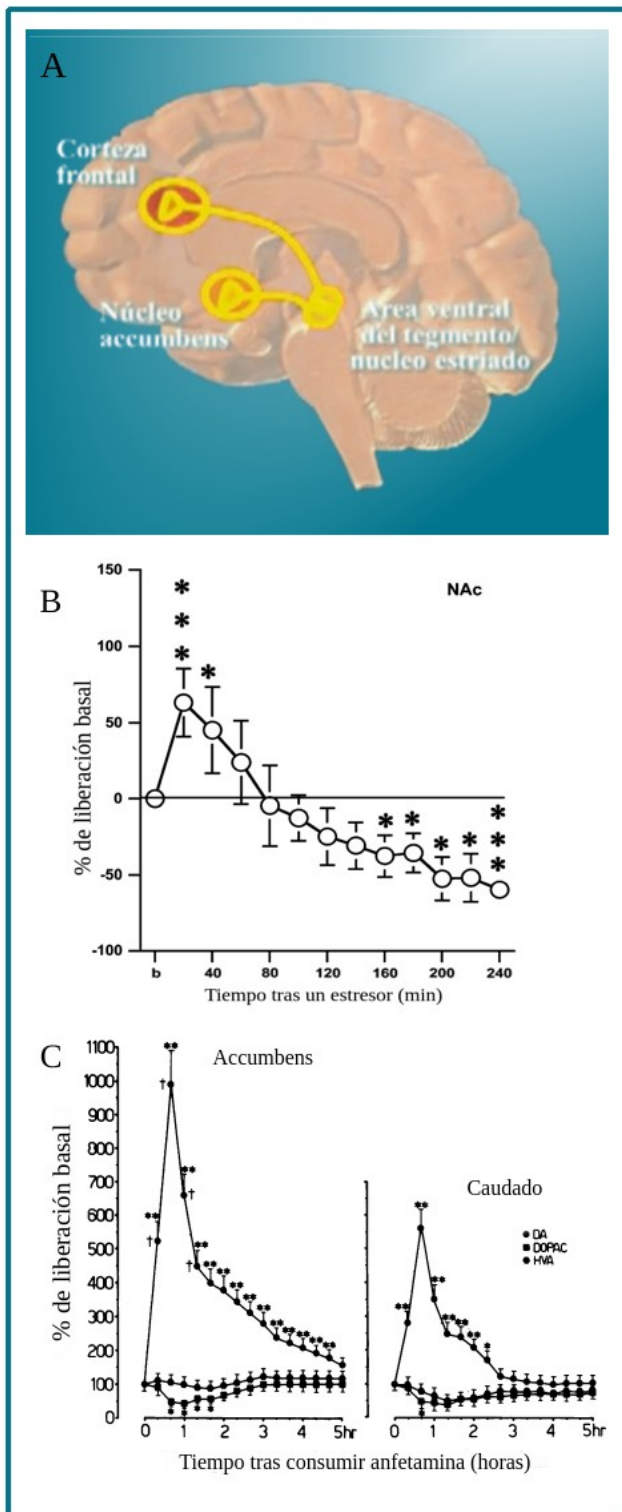 A
Corteza
frontal
Núcleo
accumbens
Area ventral
del tegmento/
nucleo estriado
B
NAc
% de liberación basal
150
100
50
0
-50
-100
b
40
80
120
160
200
240
Tiempo tras un estresor (min)
* * *
*
*
*
*
*
* * *
C
Accumbens
% de liberación basal
1100
1000
900
800
700
600
500
400
300
200
100
0
**
†
**
†
**
†
**
†
**
**
**
**
**
**
**
**
**
**
* * * *
0
1
2
3
4
5hr
Caudado
DA
DOPAC
HVA
**
**
**
**
**
**
*
*
0
1
2
3
4
5hr
Tiempo tras consumir anfetamina (horas)